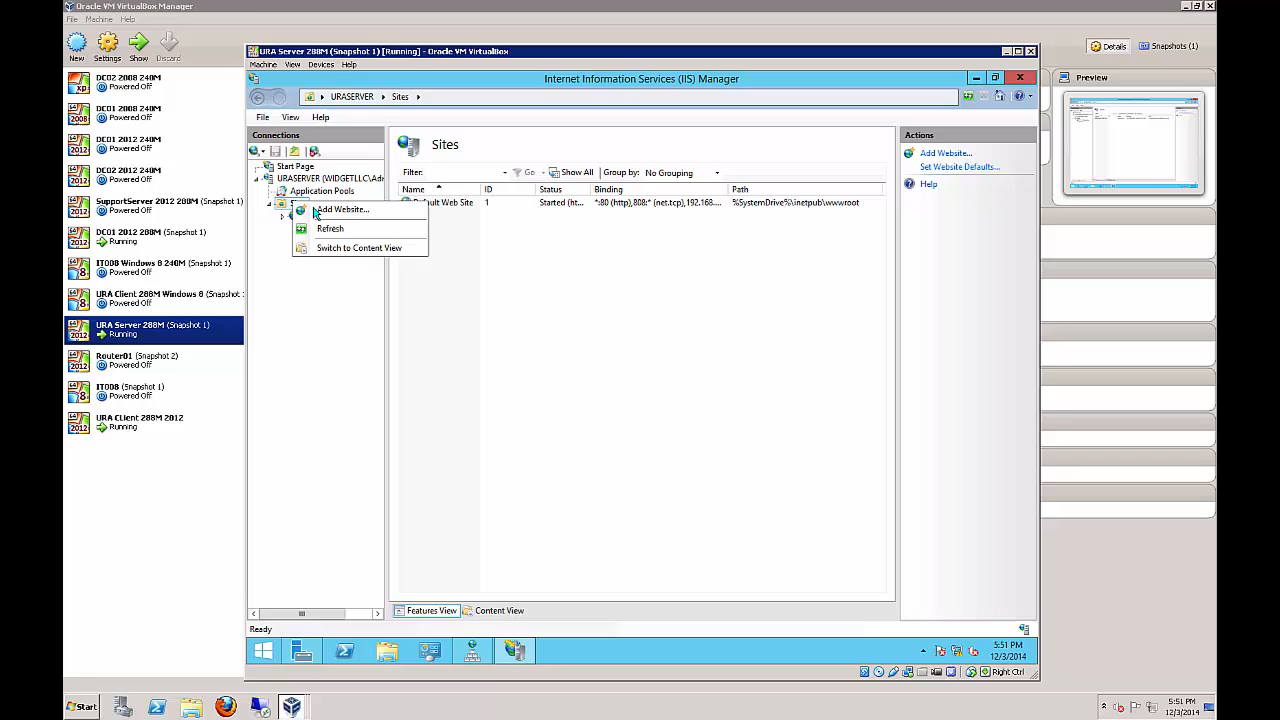 Oracle VM VirtualBox Manager
File Machine Help
New Settings Show Discard
Details Snapshots (1)
DC02 2008 240M
Powered Off
DC01 2008 240M
Powered Off
DC01 2012 240M
Powered Off
DC02 2012 240M
Powered Off
SupportServer 2012 288M (Snapshot 1)
Powered Off
DC01 2012 288M (Snapshot 1)
Running
IT008 Windows 8 240M (Snapshot 1)
Powered Off
URA Client 288M Windows 8 (Snapshot
Powered Off
URA Server 288M (Snapshot 1)
Running
Router01 (Snapshot 2)
Powered Off
IT008 (Snapshot 1)
Powered Off
URA CLient 288M 2012
Running
Preview
URA Server 288M (Snapshot 1) [Running] - Oracle VM VirtualBox
Machine View Devices Help
Internet Information Services (IIS) Manager
URASERVER Sites
File View Help
Connections
Start Page
URASERVER (WIDGETLLC\Adr
Application Pools
Add Website...
Refresh
Switch to Content View
Sites
Filter: Go Show All Group by: No Grouping
Name ID Status Binding Path
Default Web Site 1 Started (ht... *:80 (http),808:* (net.tcp),192.168.... %SystemDrive%\inetpub\wwwroot
Features View Content View
Actions
Add Website...
Set Website Defaults...
Help
Ready
5:51 PM
12/3/2014
Right Ctrl
Start
5:51 PM
12/3/2014